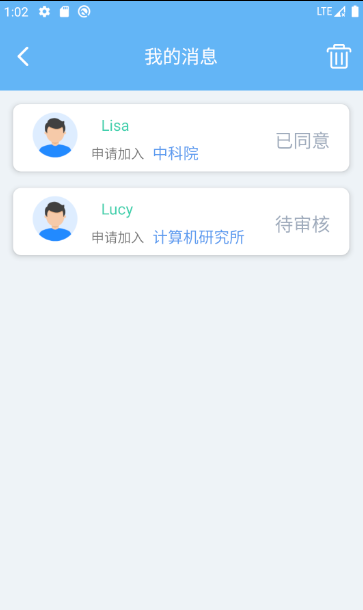 1:02 LTE
我的消息
Lisa
申请加入 中科院
已同意
Lucy
申请加入 计算机研究所
待审核